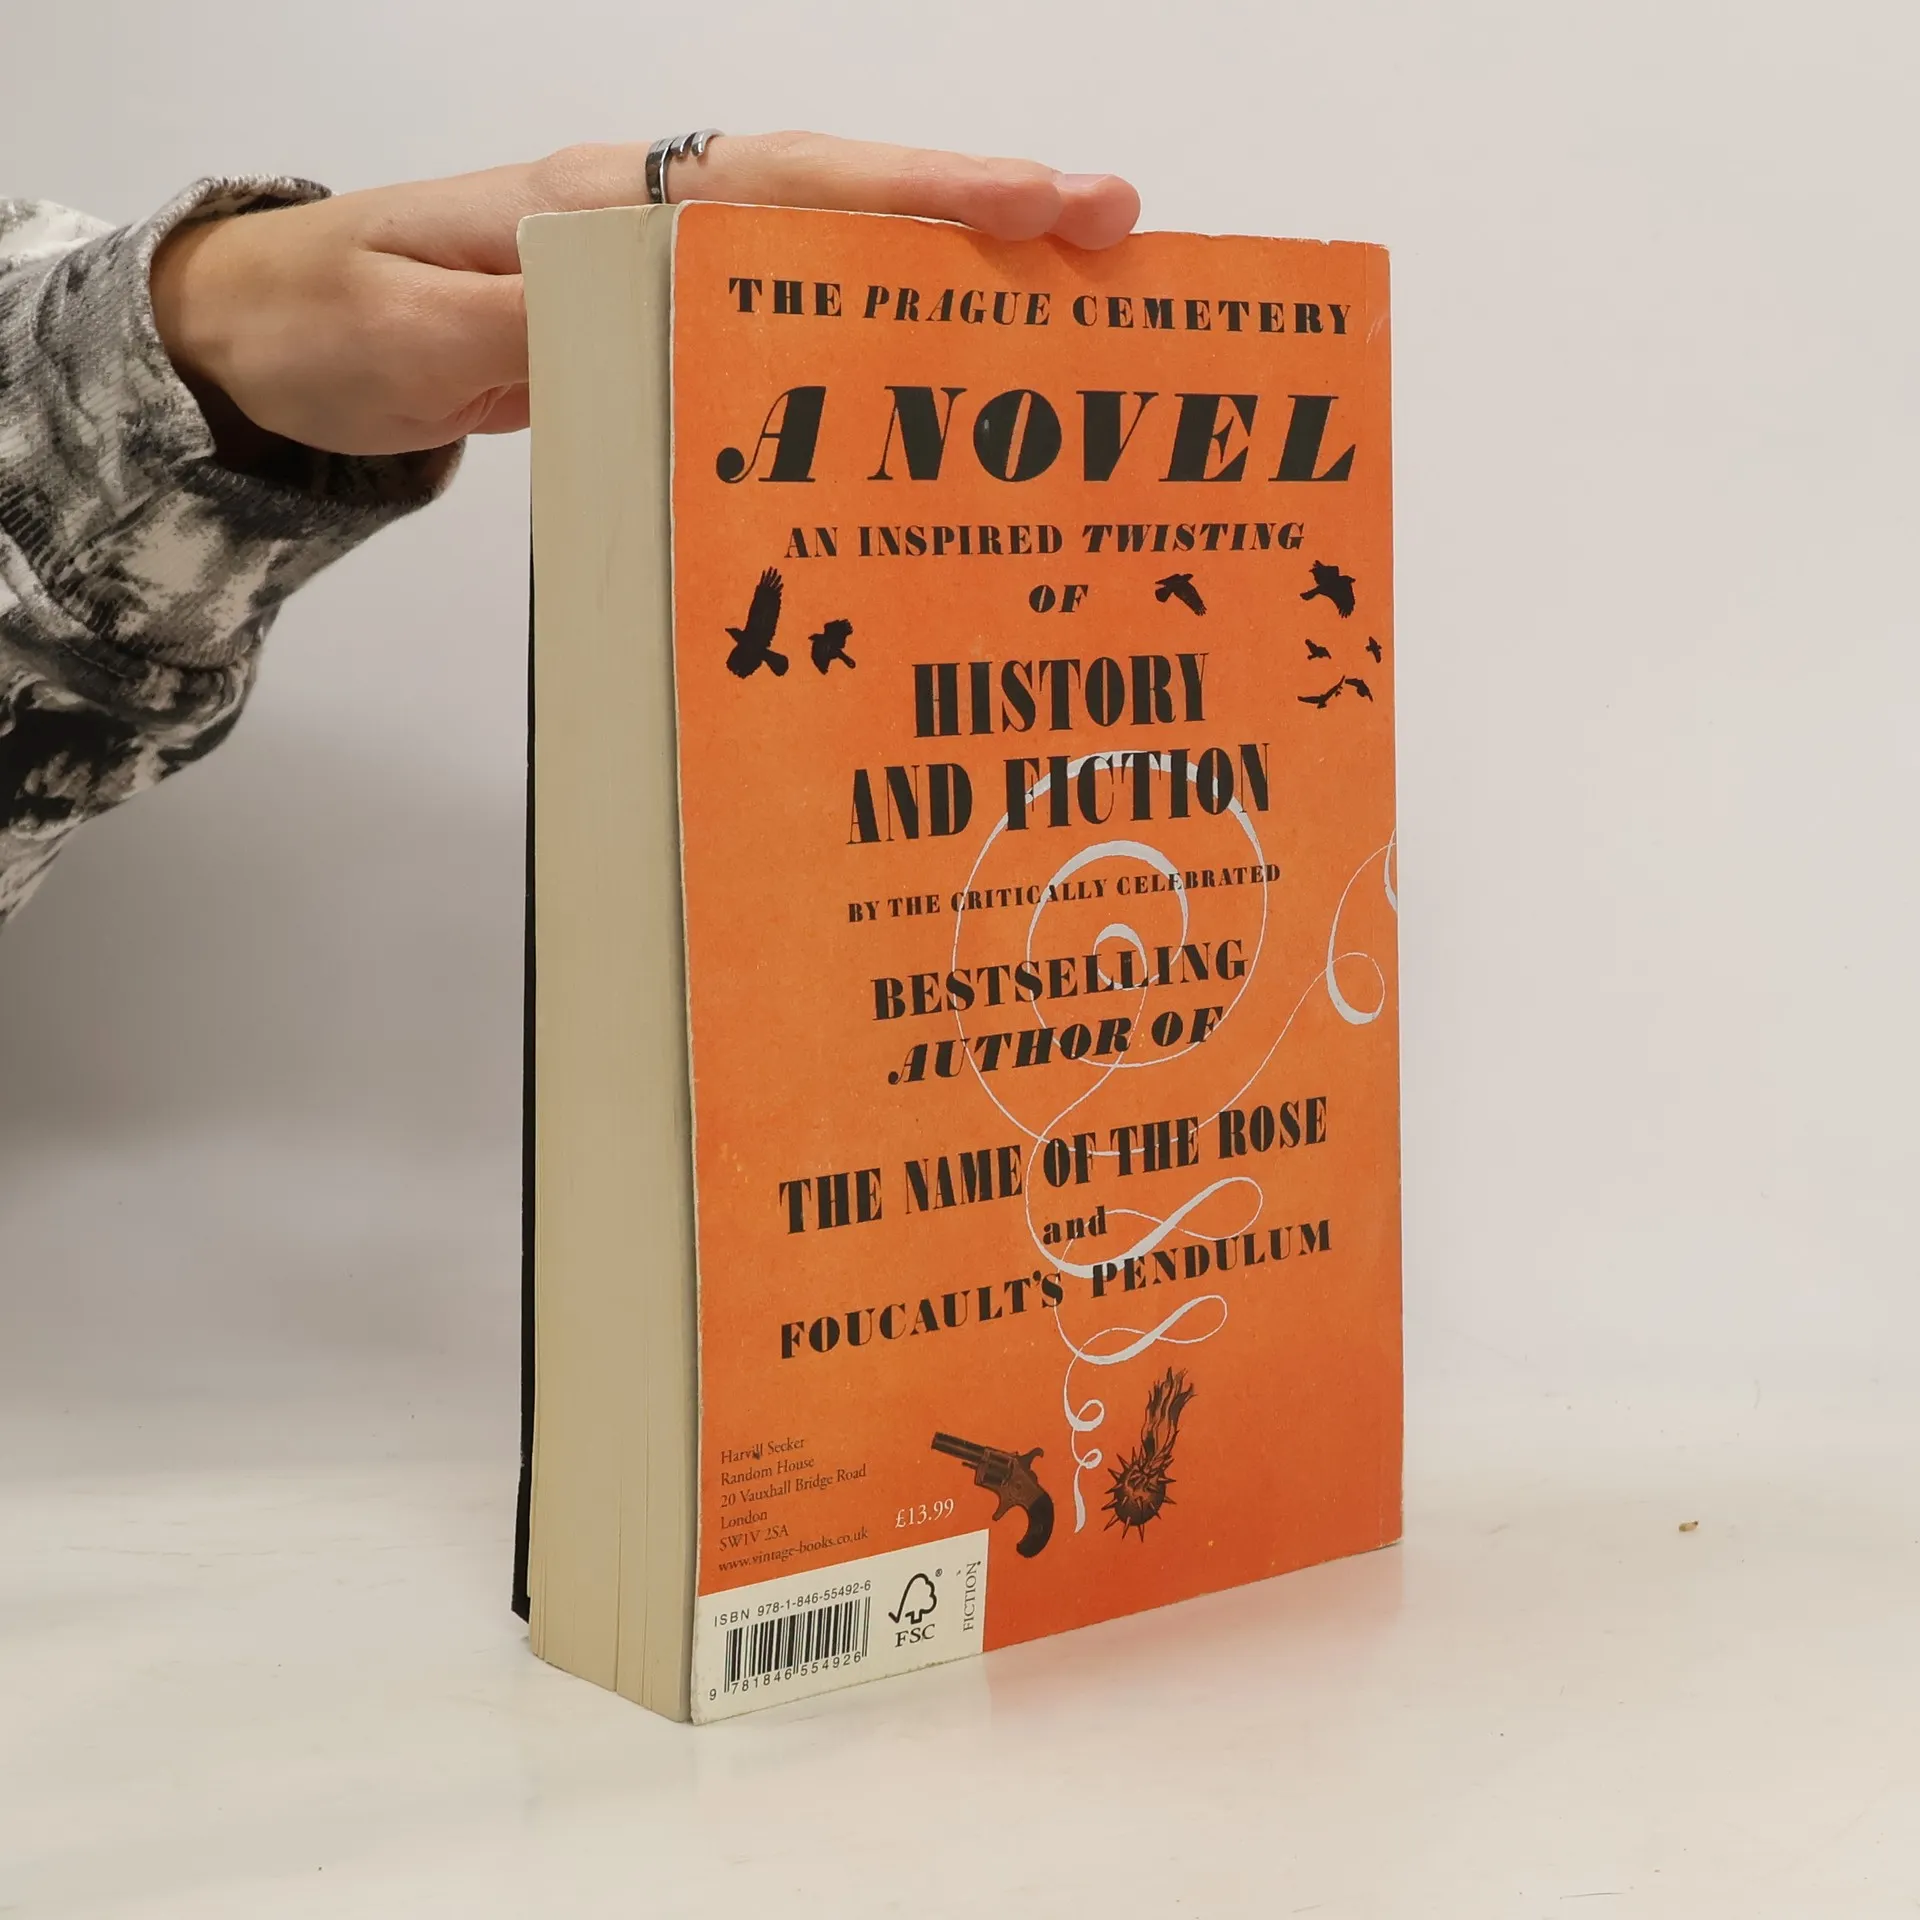 THE PRAGUE CEMETERY
A NOVEL
AN INSPIRED TWISTING
OF
HISTORY
AND FICTION
BY THE CRITICALLY CELEBRATED
BESTSELLING
AUTHOR OF
THE NAME OF THE ROSE
and
FOUCAULT'S PENDULUM
Harvill Secker
Random House
20 Vauxhall Bridge Road
London
SW1V 2SA
www.vintage-books.co.uk
£13.99
ISBN 978-1-846-55492-6
9 781846 554926
FSC
®
FICTION